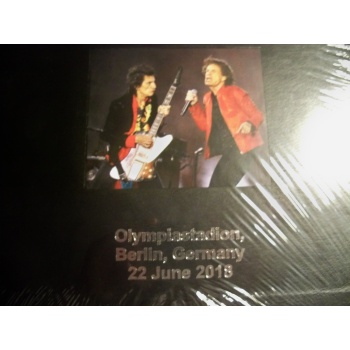 Olympiastadion,
Berlin, Germany
22 June 2018